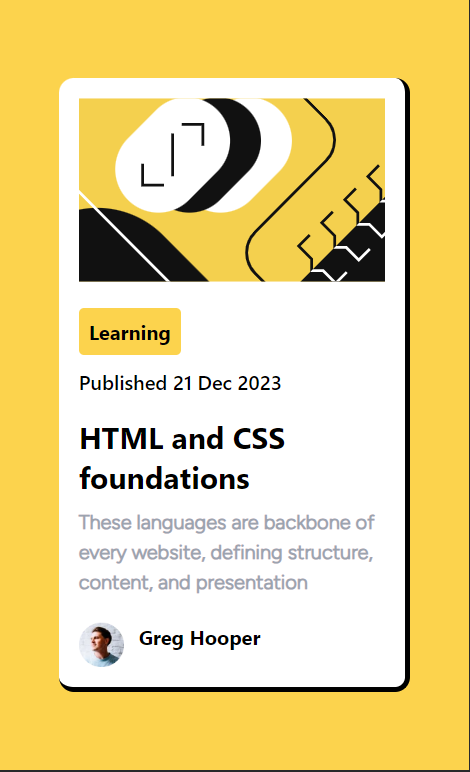 Learning
Published 21 Dec 2023
HTML and CSS
foundations
These languages are backbone of
every website, defining structure,
content, and presentation
Greg Hooper